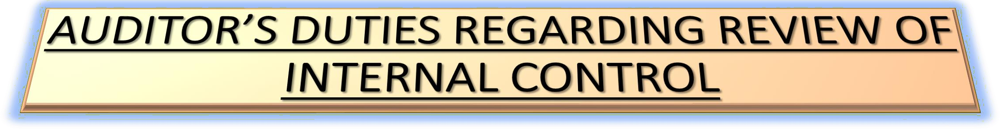 AUDITOR’S DUTIES REGARDING REVIEW OF
INTERNAL CONTROL